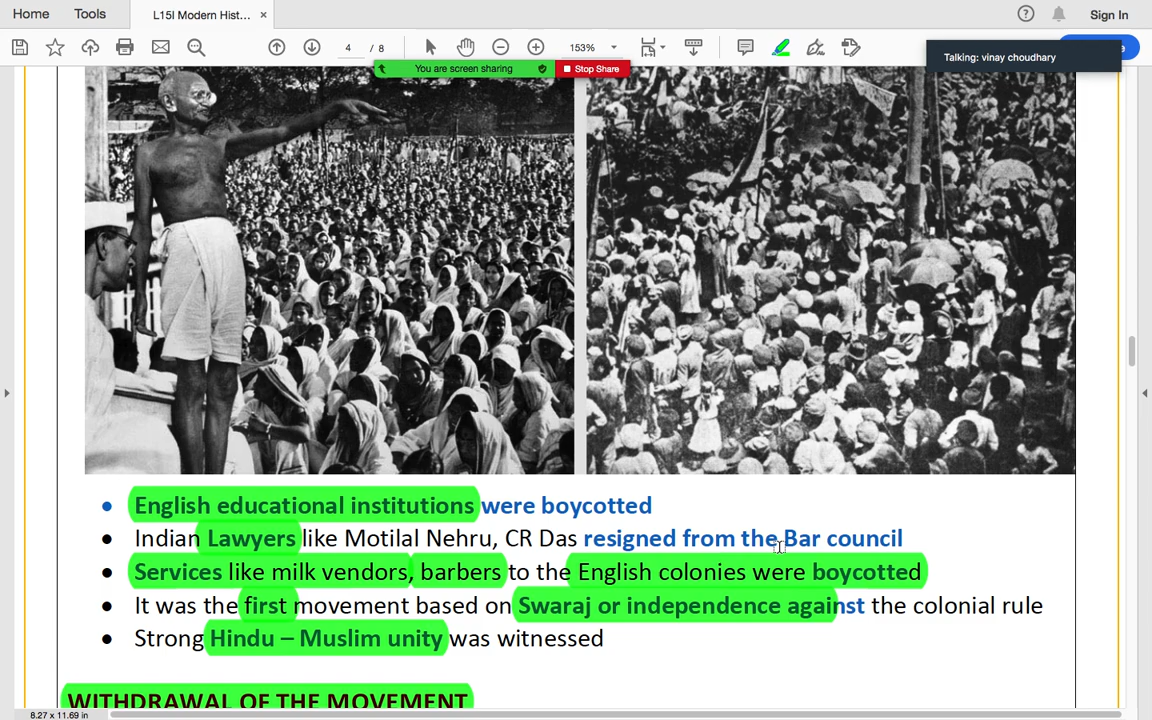 Home Tools L15I Modern Hist... × Sign In
4 / 8 153%
You are screen sharing Stop Share Talking: vinay choudhary e
English educational institutions were boycotted
Indian Lawyers like Motilal Nehru, CR Das resigned from the Bar council
Services like milk vendors, barbers to the English colonies were boycotted
It was the first movement based on Swaraj or independence against the colonial rule
Strong Hindu – Muslim unity was witnessed
WITHDRAWAL OF THE MOVEMENT
8.27 x 11.69 in